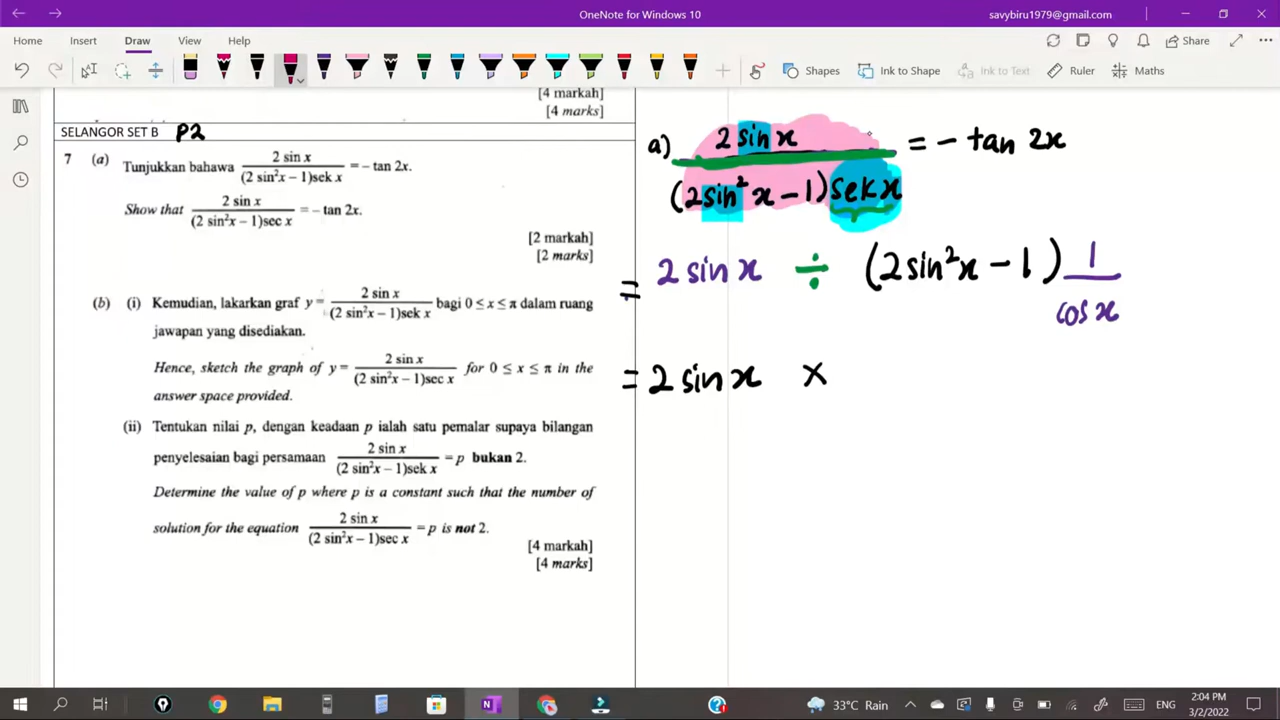 OneNote for Windows 10
savybiru1979@gmail.com
Home Insert Draw View Help
Share
Shapes Ink to Shape Ink to Text Ruler Maths
[4 markah]
[4 marks]
SELANGOR SET B P2
7 (a) Tunjukkan bahawa 2 sin x / (2 sin²x − 1)sek x = − tan 2x.
Show that 2 sin x / (2 sin²x − 1)sec x = − tan 2x.
[2 markah]
[2 marks]
(b) (i) Kemudian, lakarkan graf y = 2 sin x / (2 sin²x − 1)sek x bagi 0 ≤ x ≤ π dalam ruang
jawapan yang disediakan.
Hence, sketch the graph of y = 2 sin x / (2 sin²x − 1)sec x for 0 ≤ x ≤ π in the
answer space provided.
(ii) Tentukan nilai p, dengan keadaan p ialah satu pemalar supaya bilangan
penyelesaian bagi persamaan 2 sin x / (2 sin²x − 1)sek x = p bukan 2.
Determine the value of p where p is a constant such that the number of
solution for the equation 2 sin x / (2 sin²x − 1)sec x = p is not 2.
[4 markah]
[4 marks]
a) 2 sin x / (2 sin² x − 1) sek x = − tan 2x
= 2 sin x ÷ (2 sin² x − 1) 1 / cos x
= 2 sin x ×
33°C Rain
ENG
2:04 PM
3/2/2022